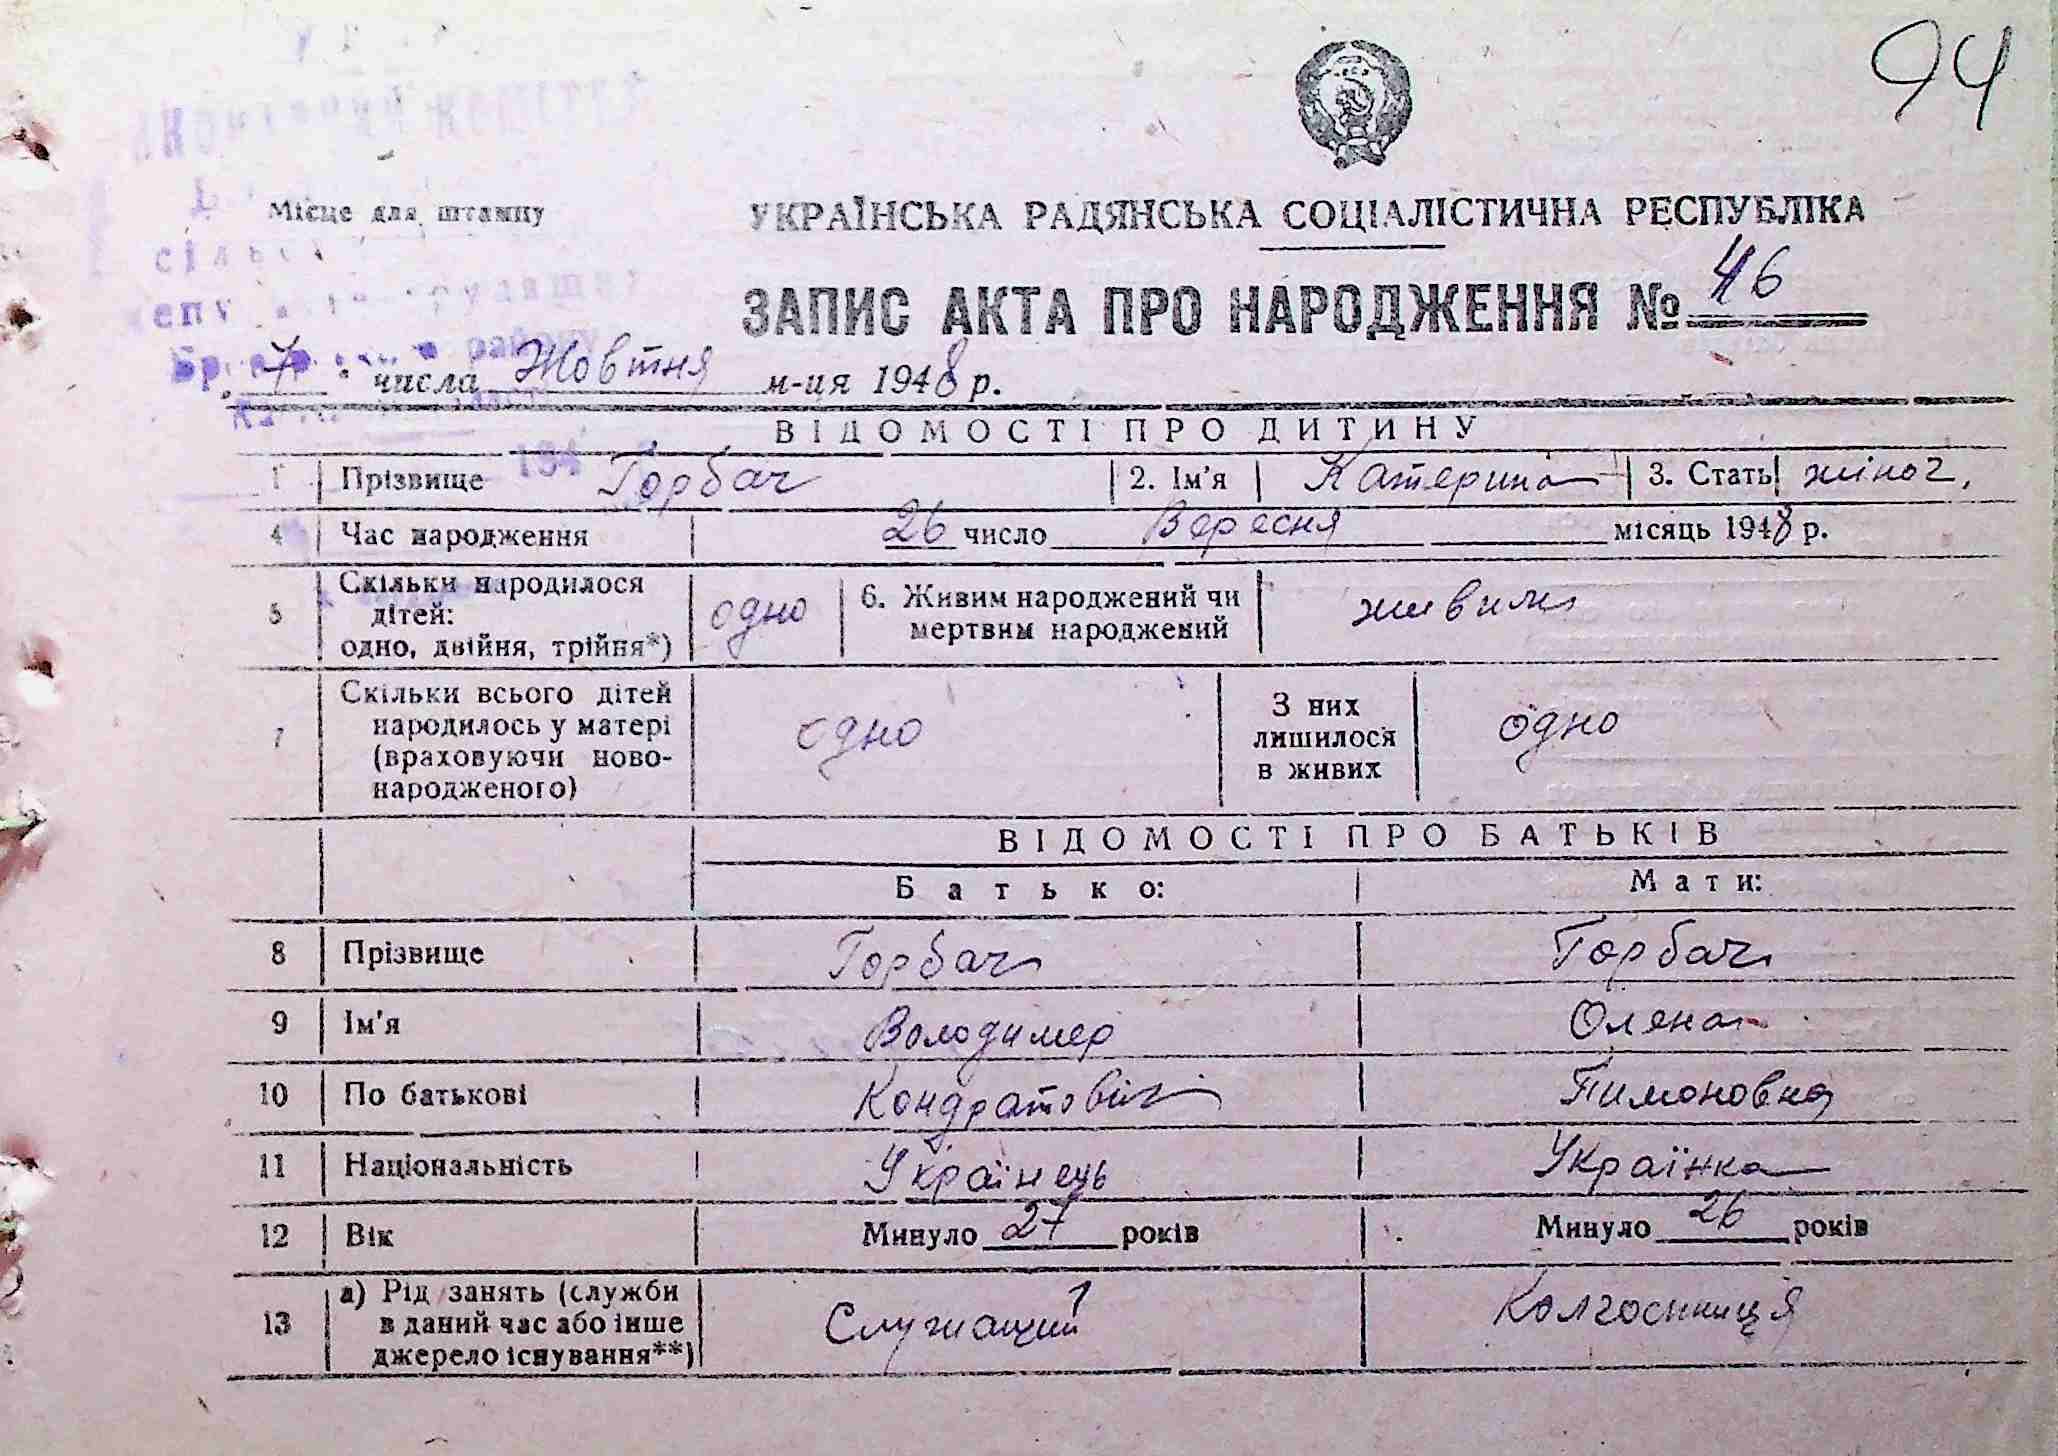 94
Місце для штампу
УКРАЇНСЬКА РАДЯНСЬКА СОЦІАЛІСТИЧНА РЕСПУБЛІКА
ЗАПИС АКТА ПРО НАРОДЖЕННЯ № 46
„ 7 " числа Жовтня м-ця 1948 р.
ВІДОМОСТІ ПРО ДИТИНУ
1 Прізвище Горбач 2. Ім'я Катерина 3. Стать жіноч.
4 Час народження 26 число Вересня місяць 1948 р.
5 Скільки народилося дітей: одно, двійня, трійня*) одно 6. Живим народжений чи мертвим народжений живим
7 Скільки всього дітей народилось у матері (враховуючи ново-народженого) одно З них лишилося в живих одно
ВІДОМОСТІ ПРО БАТЬКІВ
Батько: Мати:
8 Прізвище Горбач Горбач
9 Ім'я Володимер Олена
10 По батькові Кондратовіч Пимоновна
11 Національність Українець Українка
12 Вік Минуло 27 років Минуло 26 років
13 а) Рід занять (служби в даний час або інше джерело існування**) Служащий Колгоспниця